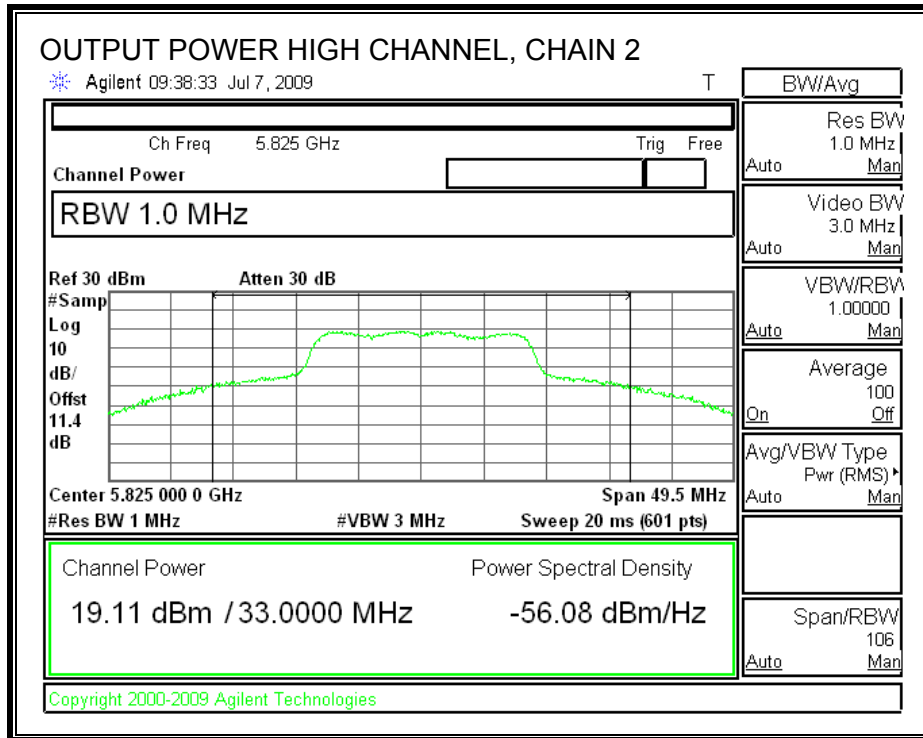 OUTPUT POWER HIGH CHANNEL, CHAIN 2
Agilent 09:38:33 Jul 7, 2009 T
BW/Avg
Ch Freq 5.825 GHz Trig Free
Channel Power
RBW 1.0 MHz
Ref 30 dBm Atten 30 dB
#Samp
Log
10
dB/
Offst
11.4
dB
Center 5.825 000 0 GHz Span 49.5 MHz
#Res BW 1 MHz #VBW 3 MHz Sweep 20 ms (601 pts)
Channel Power Power Spectral Density
19.11 dBm / 33.0000 MHz -56.08 dBm/Hz
Copyright 2000-2009 Agilent Technologies
Res BW
1.0 MHz
Auto Man
Video BW
3.0 MHz
Auto Man
VBW/RBW
1.00000
Auto Man
Average
100
On Off
Avg/VBW Type
Pwr (RMS)
Auto Man
Span/RBW
106
Auto Man